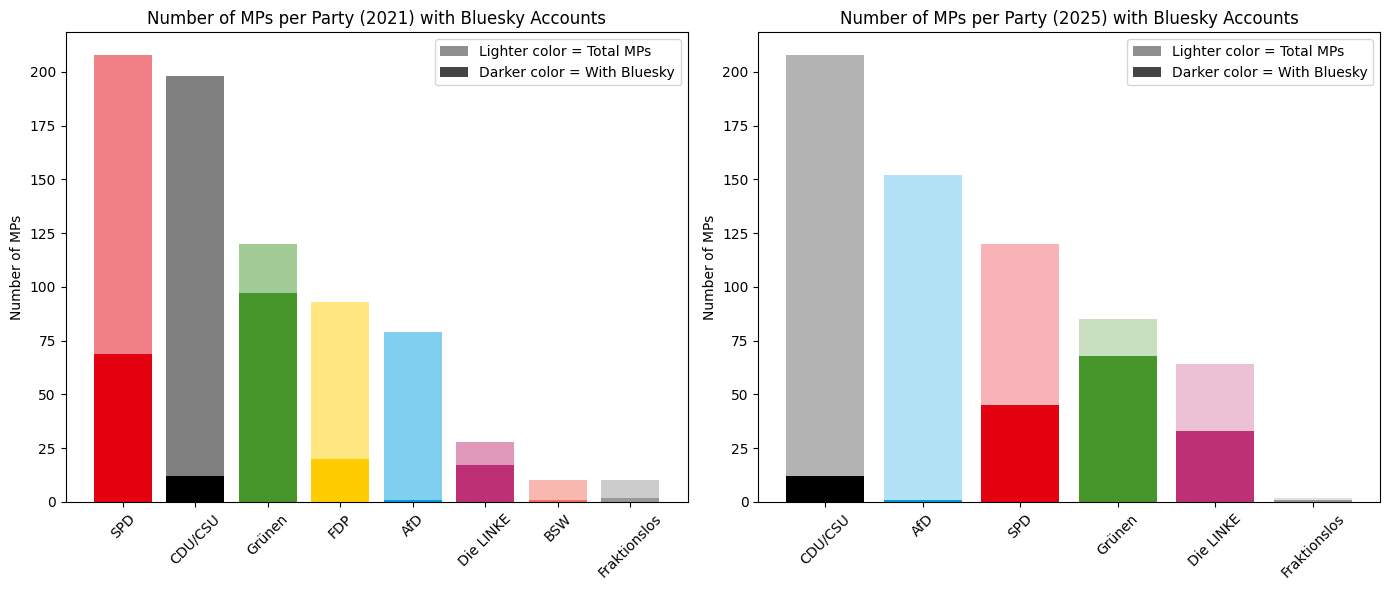 Number of MPs per Party (2021) with Bluesky Accounts
Lighter color = Total MPs
Darker color = With Bluesky
Number of MPs
200
175
150
125
100
75
50
25
0
SPD
CDU/CSU
Grünen
FDP
AfD
Die LINKE
BSW
Fraktionslos
Number of MPs per Party (2025) with Bluesky Accounts
Lighter color = Total MPs
Darker color = With Bluesky
Number of MPs
200
175
150
125
100
75
50
25
0
CDU/CSU
AfD
SPD
Grünen
Die LINKE
Fraktionslos